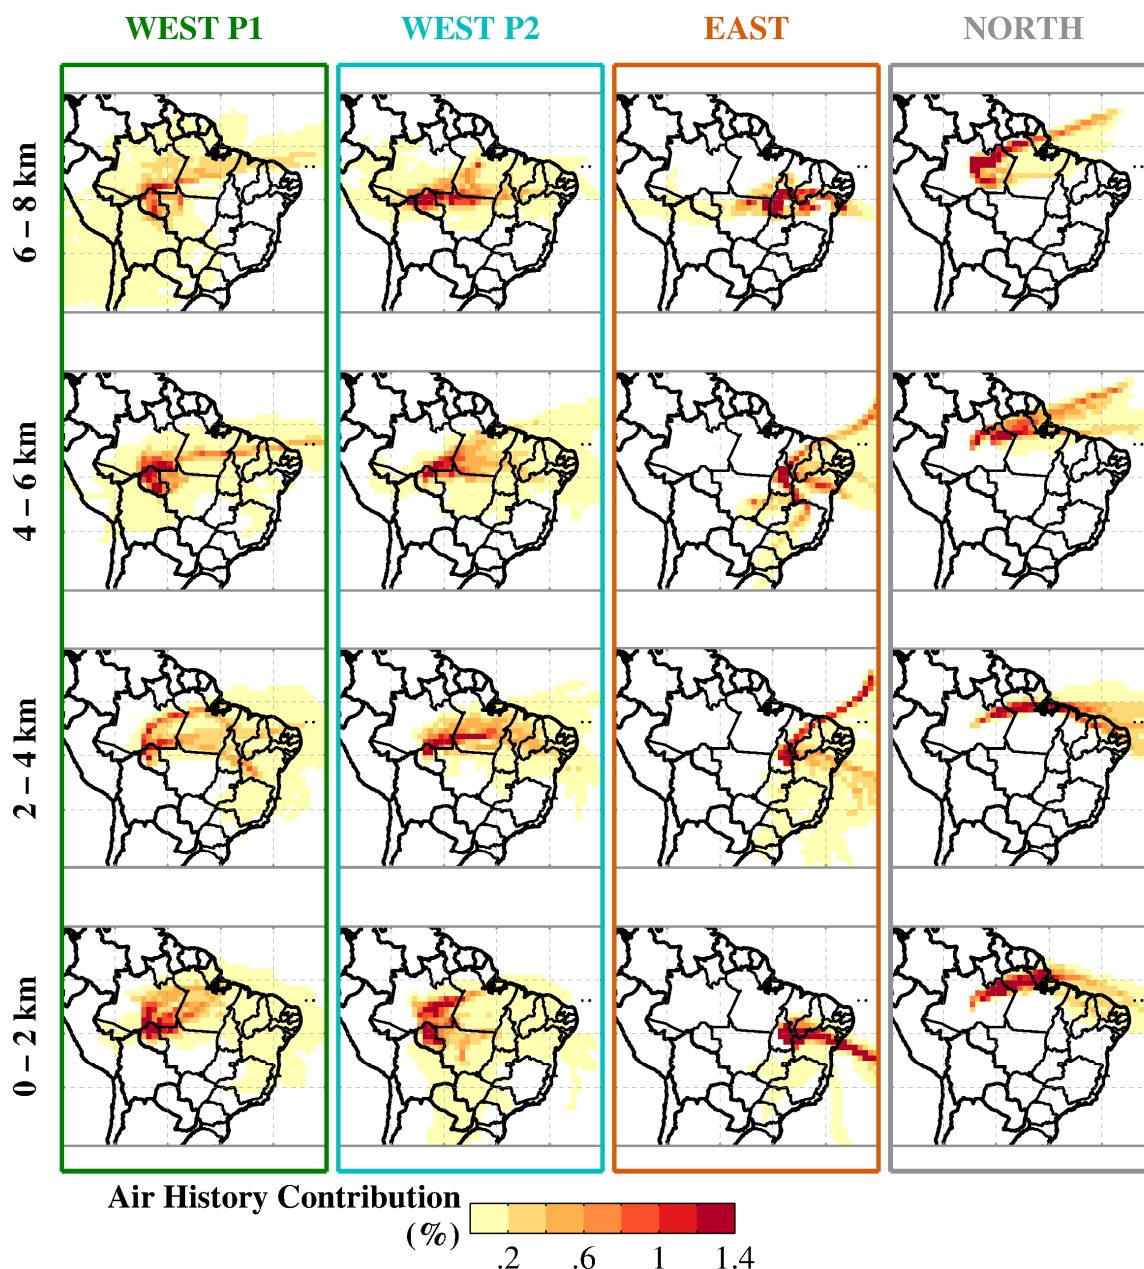 WEST P1 WEST P2 EAST NORTH
6 – 8 km
4 – 6 km
2 – 4 km
0 – 2 km
Air History Contribution
(%)
.2 .6 1 1.4